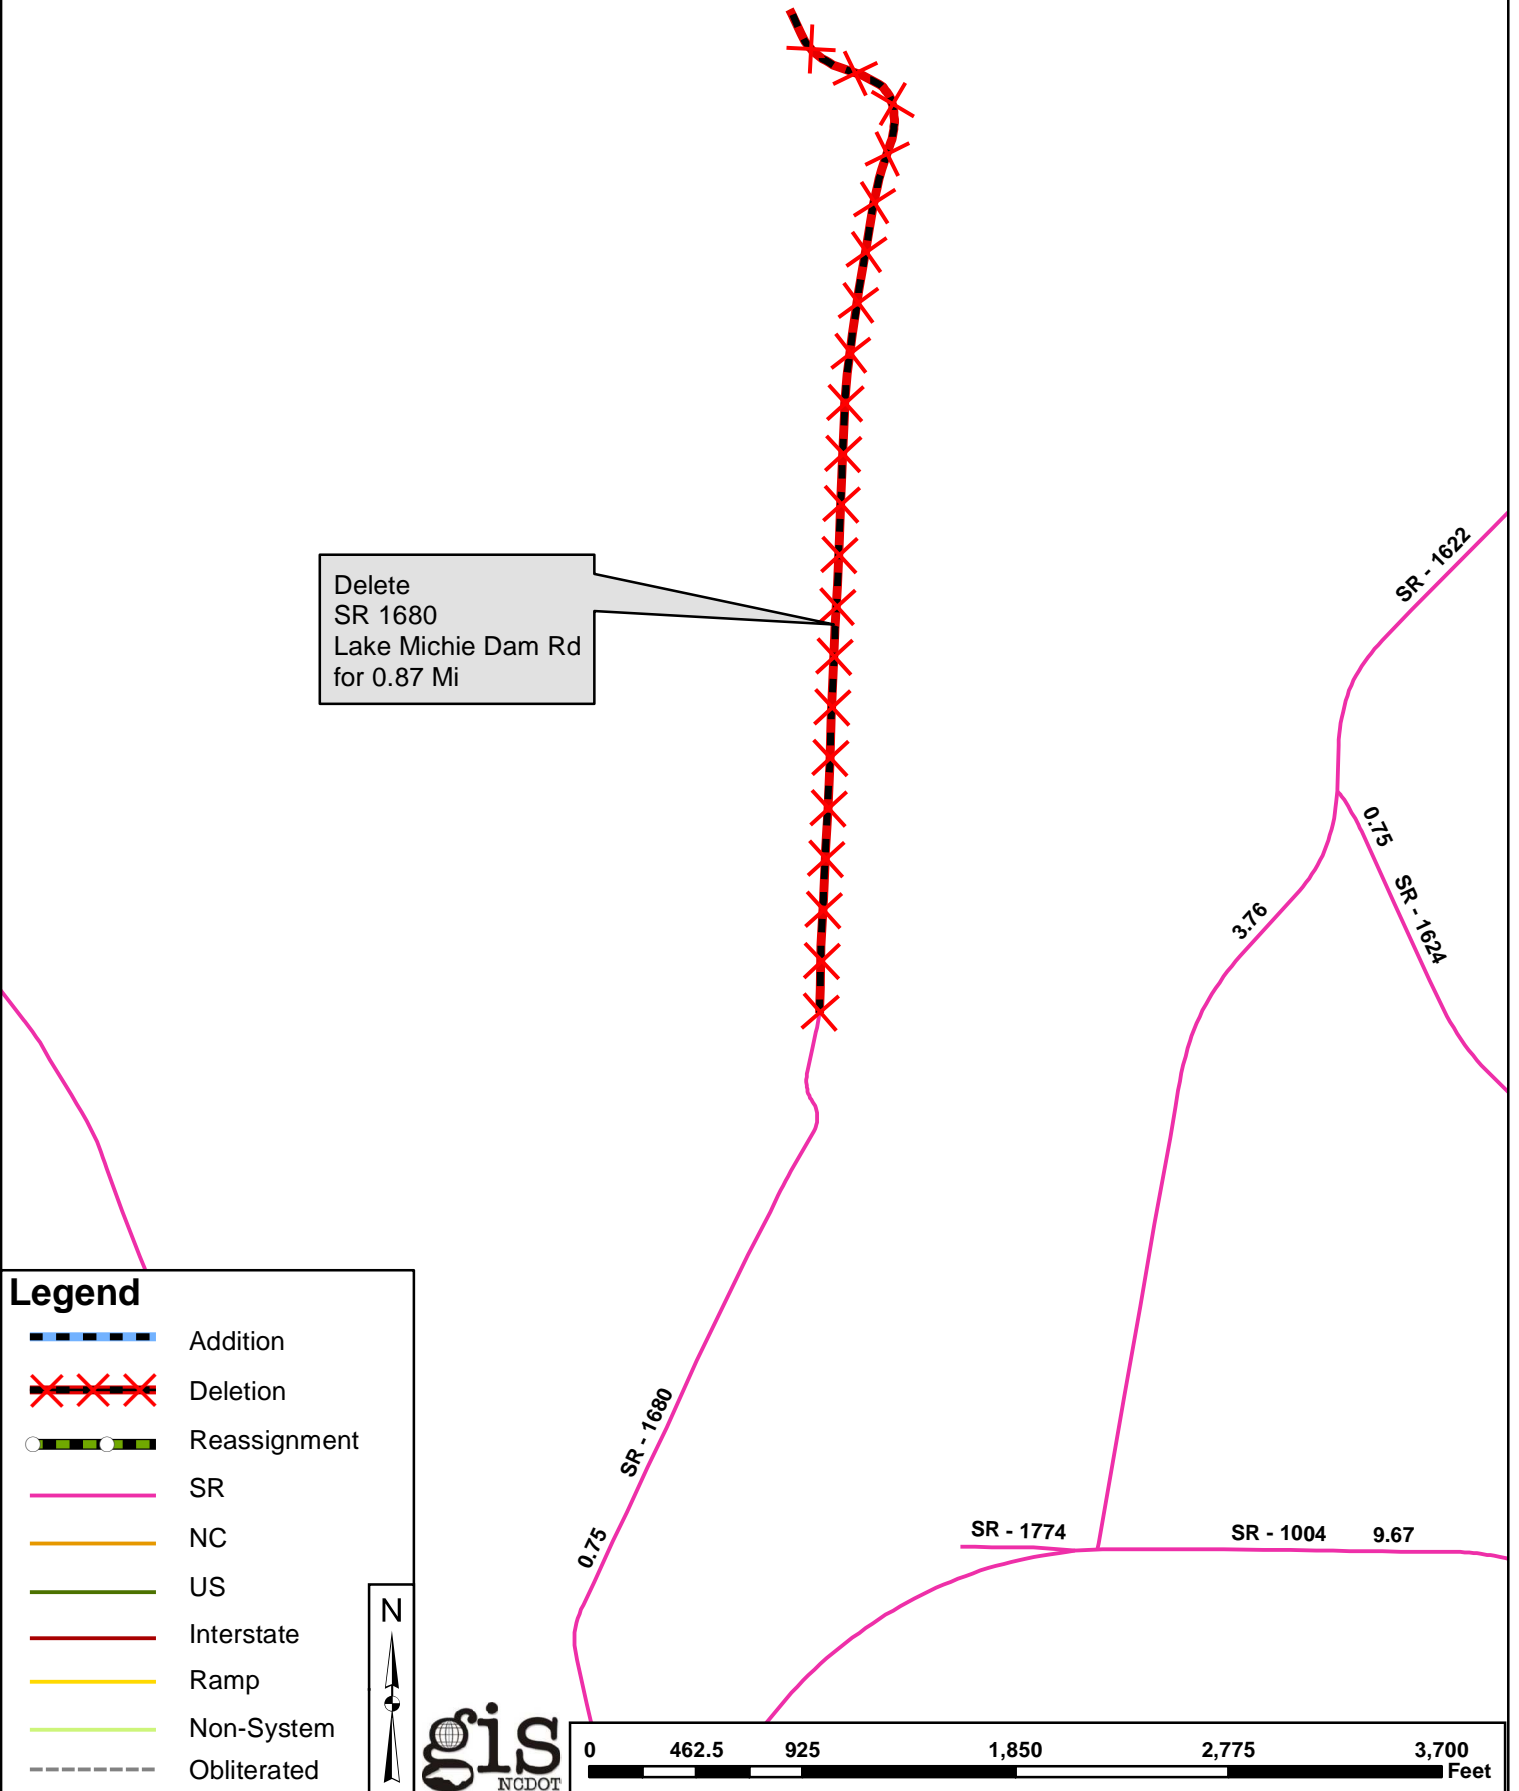 Delete
SR 1680
Lake Michie Dam Rd
for 0.87 Mi
SR - 1622
0.75
SR - 1624
3.76
SR - 1680
0.75
SR - 1774
SR - 1004
9.67
Legend
Addition
Deletion
Reassignment
SR
NC
US
Interstate
Ramp
Non-System
Obliterated
N
gis
NCDOT
0 462.5 925 1,850 2,775 3,700
Feet